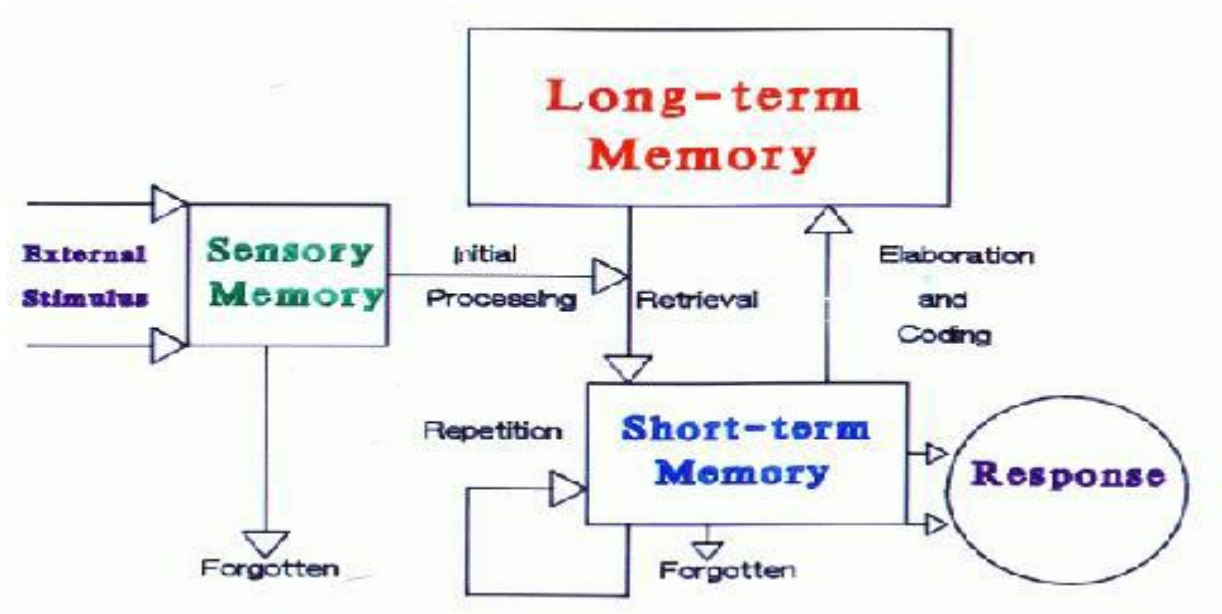 Long-term
Memory
External
Stimulus
Sensory
Memory
Initial
Processing
Retrieval
Elaboration
and
Coding
Repetition
Short-term
Memory
Response
Forgotten
Forgotten